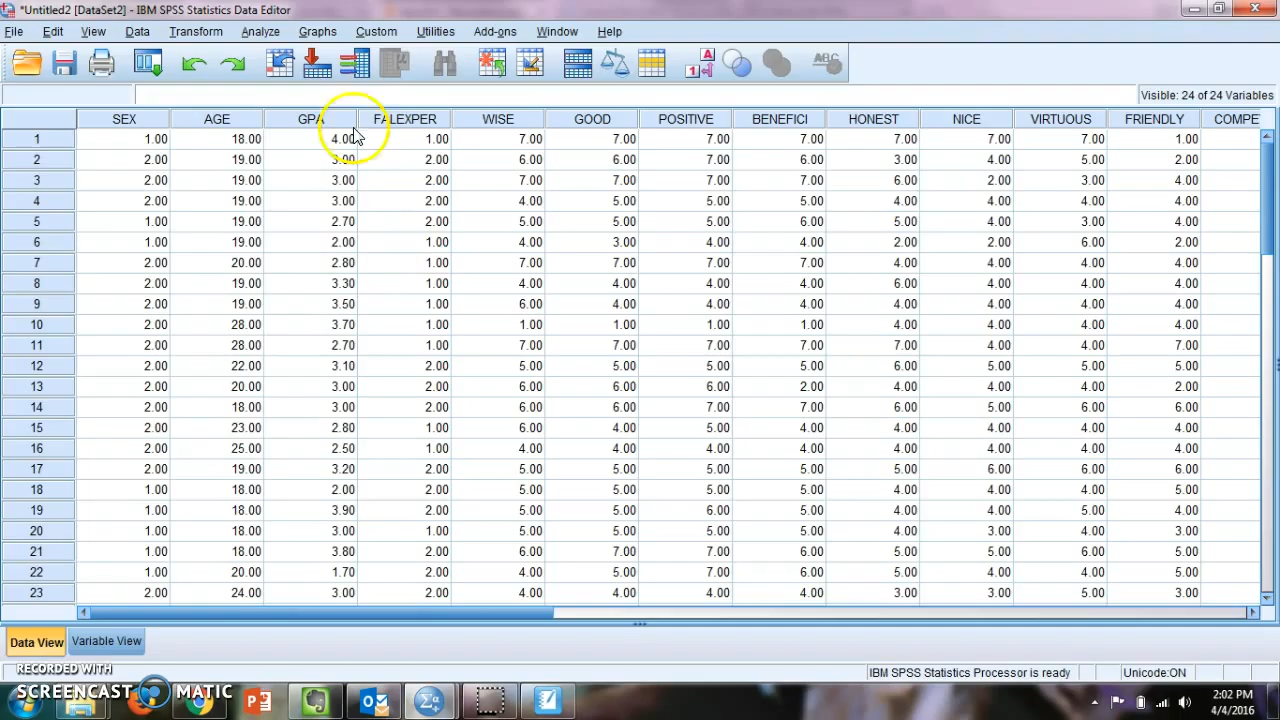 *Untitled2 [DataSet2] - IBM SPSS Statistics Data Editor
File Edit View Data Transform Analyze Graphs Custom Utilities Add-ons Window Help
Visible: 24 of 24 Variables
SEX AGE GPA FALEXPER WISE GOOD POSITIVE BENEFICI HONEST NICE VIRTUOUS FRIENDLY COMPE
1 1.00 18.00 4.00 1.00 7.00 7.00 7.00 7.00 7.00 7.00 7.00 1.00
2 2.00 19.00 3.00 2.00 6.00 6.00 7.00 6.00 3.00 4.00 5.00 2.00
3 2.00 19.00 3.00 2.00 7.00 7.00 7.00 7.00 6.00 2.00 3.00 4.00
4 2.00 19.00 3.00 2.00 4.00 5.00 5.00 5.00 4.00 4.00 4.00 4.00
5 1.00 19.00 2.70 2.00 5.00 5.00 5.00 6.00 5.00 4.00 3.00 4.00
6 1.00 19.00 2.00 1.00 4.00 3.00 4.00 4.00 2.00 2.00 6.00 2.00
7 2.00 20.00 2.80 1.00 7.00 7.00 7.00 7.00 4.00 4.00 4.00 4.00
8 2.00 19.00 3.30 1.00 4.00 4.00 4.00 4.00 6.00 4.00 4.00 4.00
9 2.00 19.00 3.50 1.00 6.00 4.00 4.00 4.00 4.00 4.00 4.00 4.00
10 2.00 28.00 3.70 1.00 1.00 1.00 1.00 1.00 4.00 4.00 4.00 4.00
11 2.00 28.00 2.70 1.00 7.00 7.00 7.00 7.00 7.00 4.00 4.00 7.00
12 2.00 22.00 3.10 2.00 5.00 5.00 5.00 5.00 6.00 5.00 5.00 5.00
13 2.00 20.00 3.00 2.00 6.00 6.00 6.00 2.00 4.00 4.00 4.00 2.00
14 2.00 18.00 3.00 2.00 6.00 6.00 7.00 7.00 6.00 5.00 6.00 6.00
15 2.00 23.00 2.80 1.00 6.00 4.00 4.00 5.00 4.00 4.00 4.00 4.00
16 2.00 25.00 2.50 1.00 4.00 4.00 4.00 4.00 4.00 4.00 4.00 4.00
17 2.00 19.00 3.20 2.00 5.00 5.00 5.00 5.00 5.00 6.00 6.00 6.00
18 1.00 18.00 2.00 2.00 5.00 5.00 5.00 5.00 4.00 4.00 4.00 5.00
19 1.00 18.00 3.90 2.00 5.00 5.00 6.00 5.00 4.00 4.00 5.00 4.00
20 1.00 18.00 3.00 1.00 5.00 5.00 5.00 5.00 4.00 3.00 4.00 3.00
21 1.00 18.00 3.80 2.00 6.00 7.00 7.00 6.00 5.00 5.00 6.00 5.00
22 1.00 20.00 1.70 2.00 4.00 5.00 7.00 6.00 5.00 4.00 4.00 5.00
23 2.00 24.00 3.00 2.00 4.00 4.00 4.00 4.00 3.00 3.00 5.00 3.00
Data View Variable View
RECORDED WITH
IBM SPSS Statistics Processor is ready Unicode:ON
SCREENCAST MATIC
2:02 PM
4/4/2016